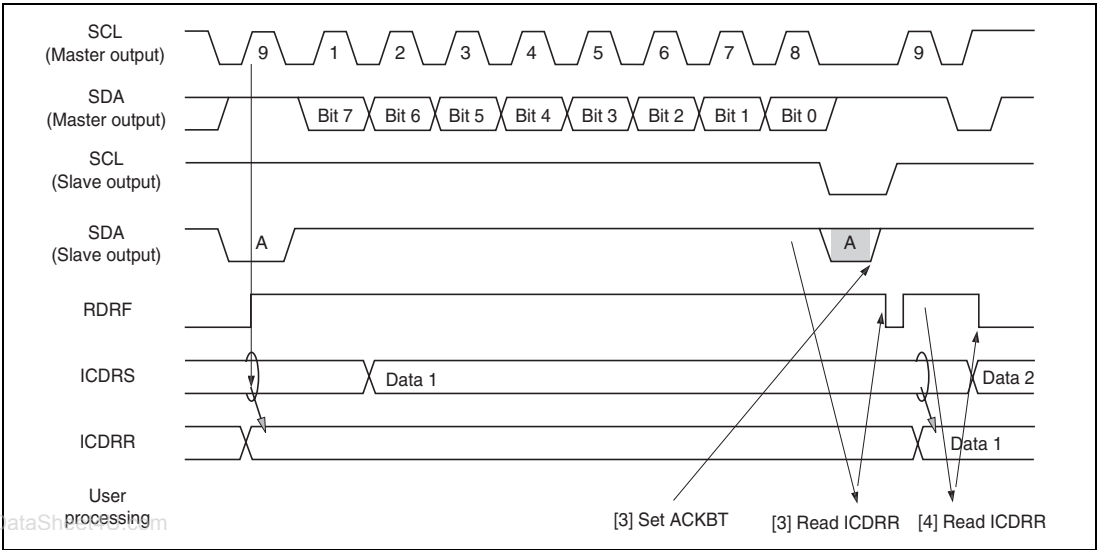 SCL
(Master output)
9 1 2 3 4 5 6 7 8 9
SDA
(Master output)
Bit 7 Bit 6 Bit 5 Bit 4 Bit 3 Bit 2 Bit 1 Bit 0
SCL
(Slave output)
SDA
(Slave output)
A A
RDRF
ICDRS
Data 1 Data 2
ICDRR
Data 1
User
processing
[3] Set ACKBT [3] Read ICDRR [4] Read ICDRR